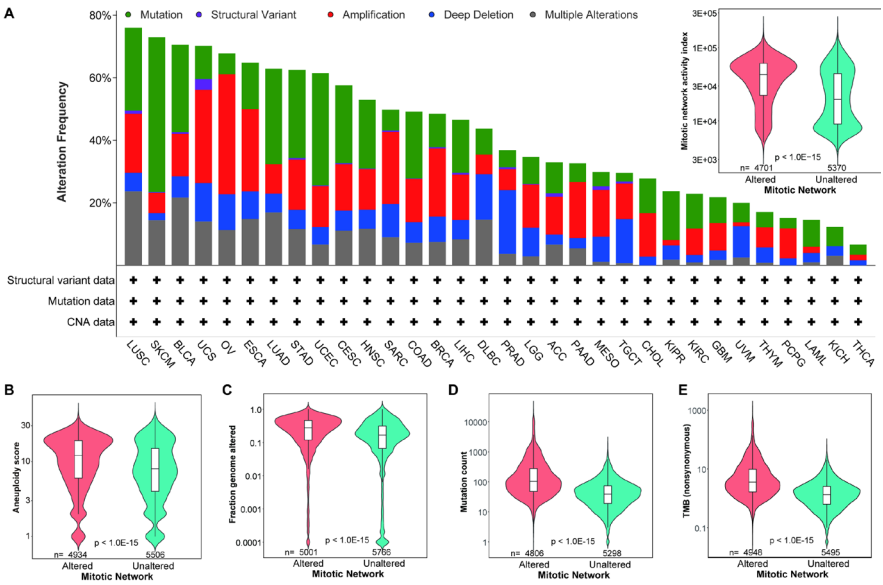 A
Mutation Structural Variant Amplification Deep Deletion Multiple Alterations
Alteration Frequency
80%
60%
40%
20%
Mitotic network activity index
3E+05
1E+05
3E+04
1E+04
3E+03
p < 1.0E−15
n= 4701 5370
Altered Unaltered
Mitotic Network
Structural variant data
Mutation data
CNA data
LUSC SKCM BLCA UCS OV ESCA LUAD STAD UCEC CESC HNSC SARC COAD BRCA LIHC DLBC PRAD LGG ACC PAAD MESO TGCT CHOL KIPR KIRC GBM UVM THYM PCPG LAML KICH THCA
B
Aneuploidy score
30
10
3
1
p < 1.0E−15
n= 4934 5506
Altered Unaltered
Mitotic Network
C
Fraction genome altered
1.0
0.1
0.01
0.001
0.0001
p < 1.0E−15
n= 5001 5766
Altered Unaltered
Mitotic Network
D
Mutation count
10000
1000
100
10
1
p < 1.0E−15
n= 4806 5298
Altered Unaltered
Mitotic Network
E
TMB (nonsynonymous)
1000
10
0.1
p < 1.0E−15
n= 4948 5495
Altered Unaltered
Mitotic Network